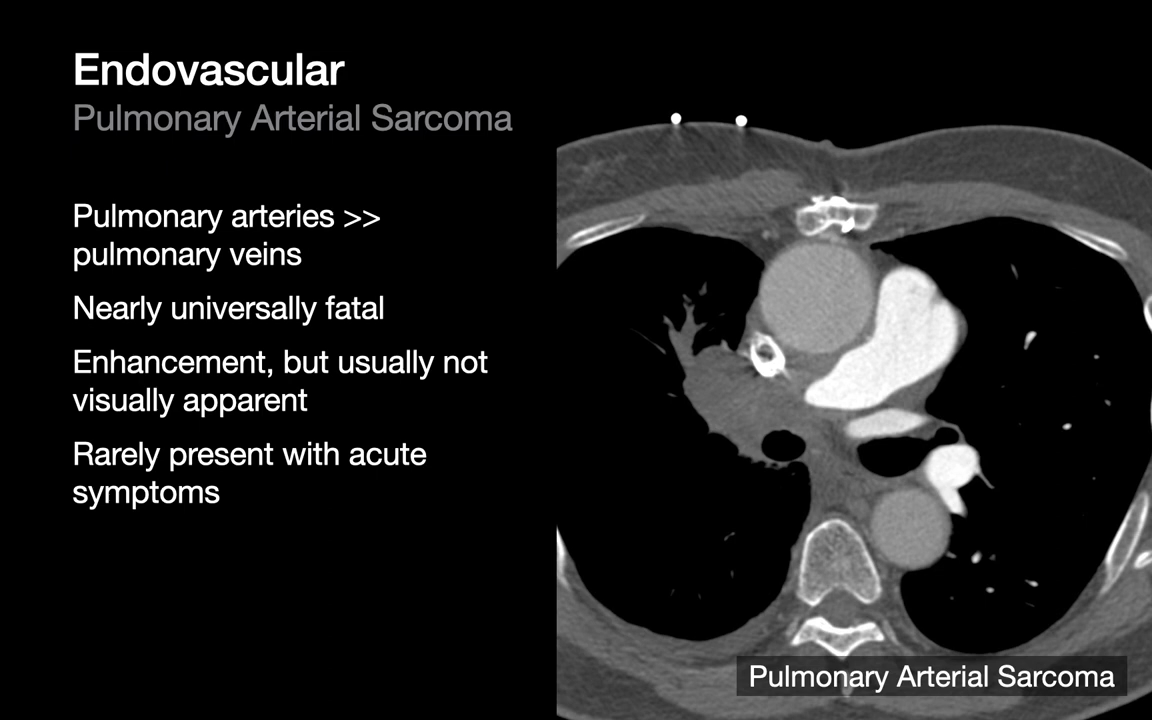 Endovascular
Pulmonary Arterial Sarcoma
Pulmonary arteries >>
pulmonary veins
Nearly universally fatal
Enhancement, but usually not
visually apparent
Rarely present with acute
symptoms
Pulmonary Arterial Sarcoma